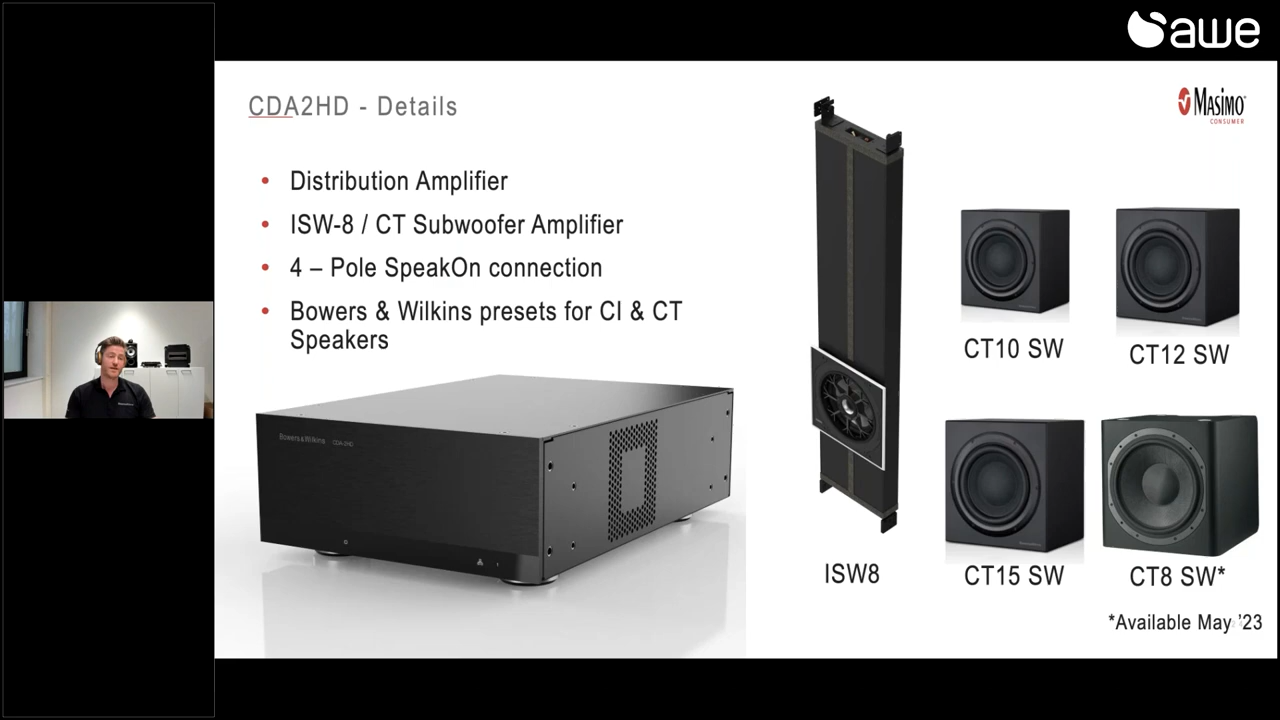 awe
CDA2HD - Details
MASIMO
CONSUMER
• Distribution Amplifier
• ISW-8 / CT Subwoofer Amplifier
• 4 – Pole SpeakOn connection
• Bowers & Wilkins presets for CI & CT
Speakers
Bowers & Wilkins CDA-2HD
CT10 SW
CT12 SW
ISW8
CT15 SW
CT8 SW*
*Available May '23